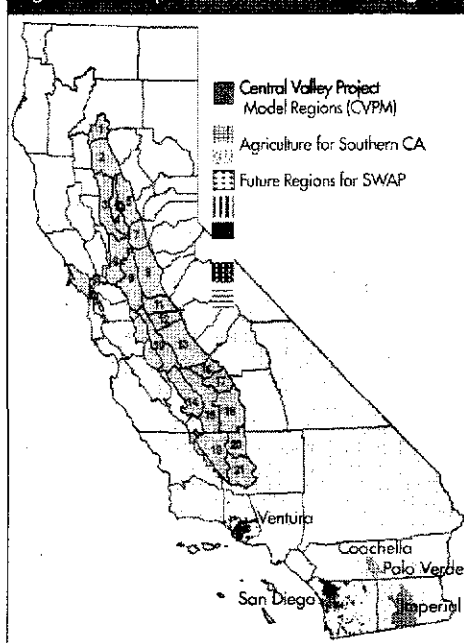 Central Valley Project
Model Regions (CVPM)
Agriculture for Southern CA
Future Regions for SWAP
1
2
3
5
4
7
8
9
11
12
10
13
16
17
14
15
18
19
20
21
Ventura
Coachella
Palo Verde
San Diego
Imperial